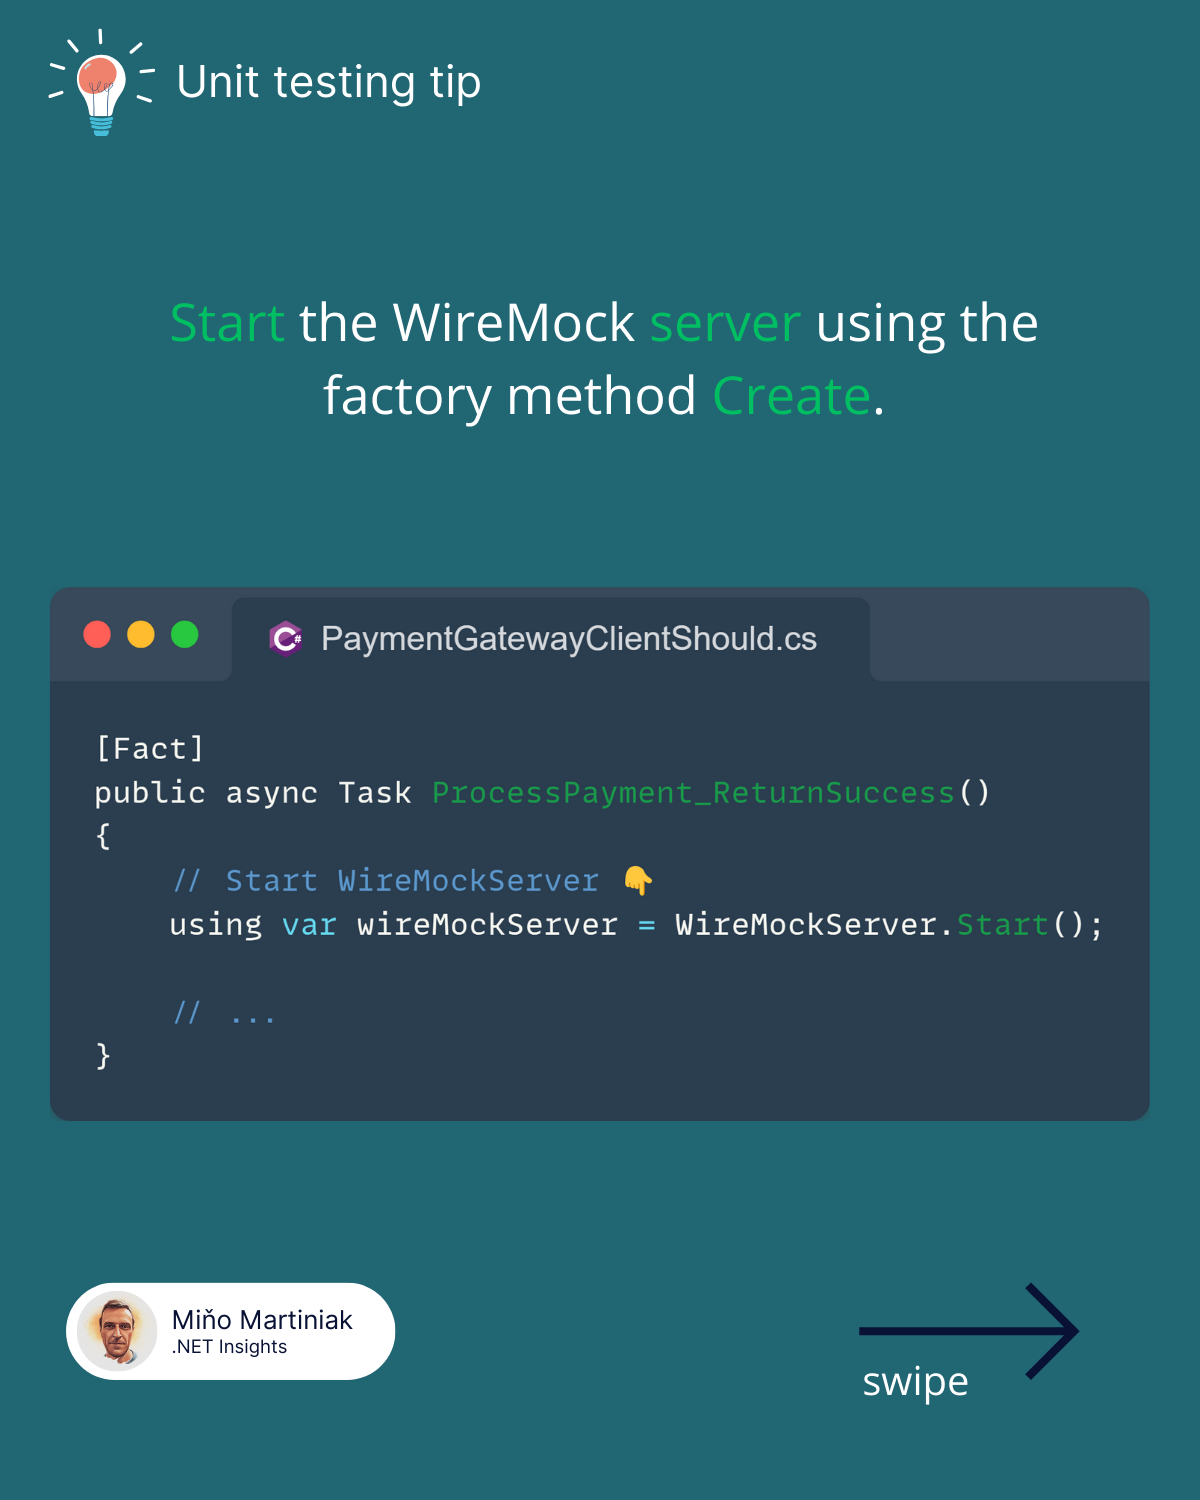 Unit testing tip
Start the WireMock server using the
factory method Create.
PaymentGatewayClientShould.cs
[Fact]
public async Task ProcessPayment_ReturnSuccess()
{
// Start WireMockServer 👇
using var wireMockServer = WireMockServer.Start();
// ...
}
Miňo Martiniak
.NET Insights
swipe